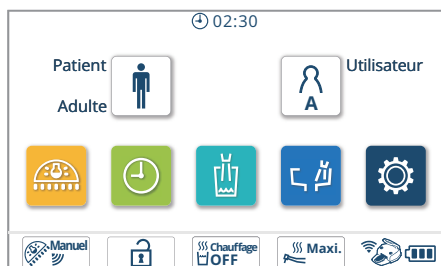 02:30
Patient
Adulte
Utilisateur
A
Manuel
Chauffage
OFF
Maxi.